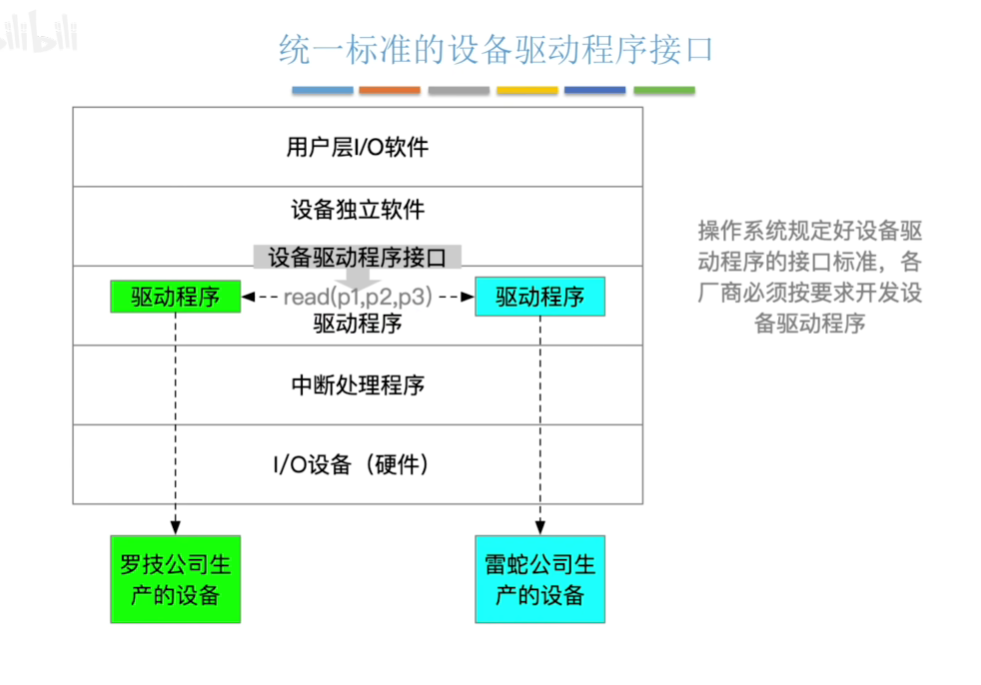 bilibili
统一标准的设备驱动程序接口
用户层I/O软件
设备独立软件
设备驱动程序接口
驱动程序
read(p1,p2,p3)
驱动程序
驱动程序
中断处理程序
I/O设备（硬件）
罗技公司生
产的设备
雷蛇公司生
产的设备
操作系统规定好设备驱
动程序的接口标准，各
厂商必须按要求开发设
备驱动程序